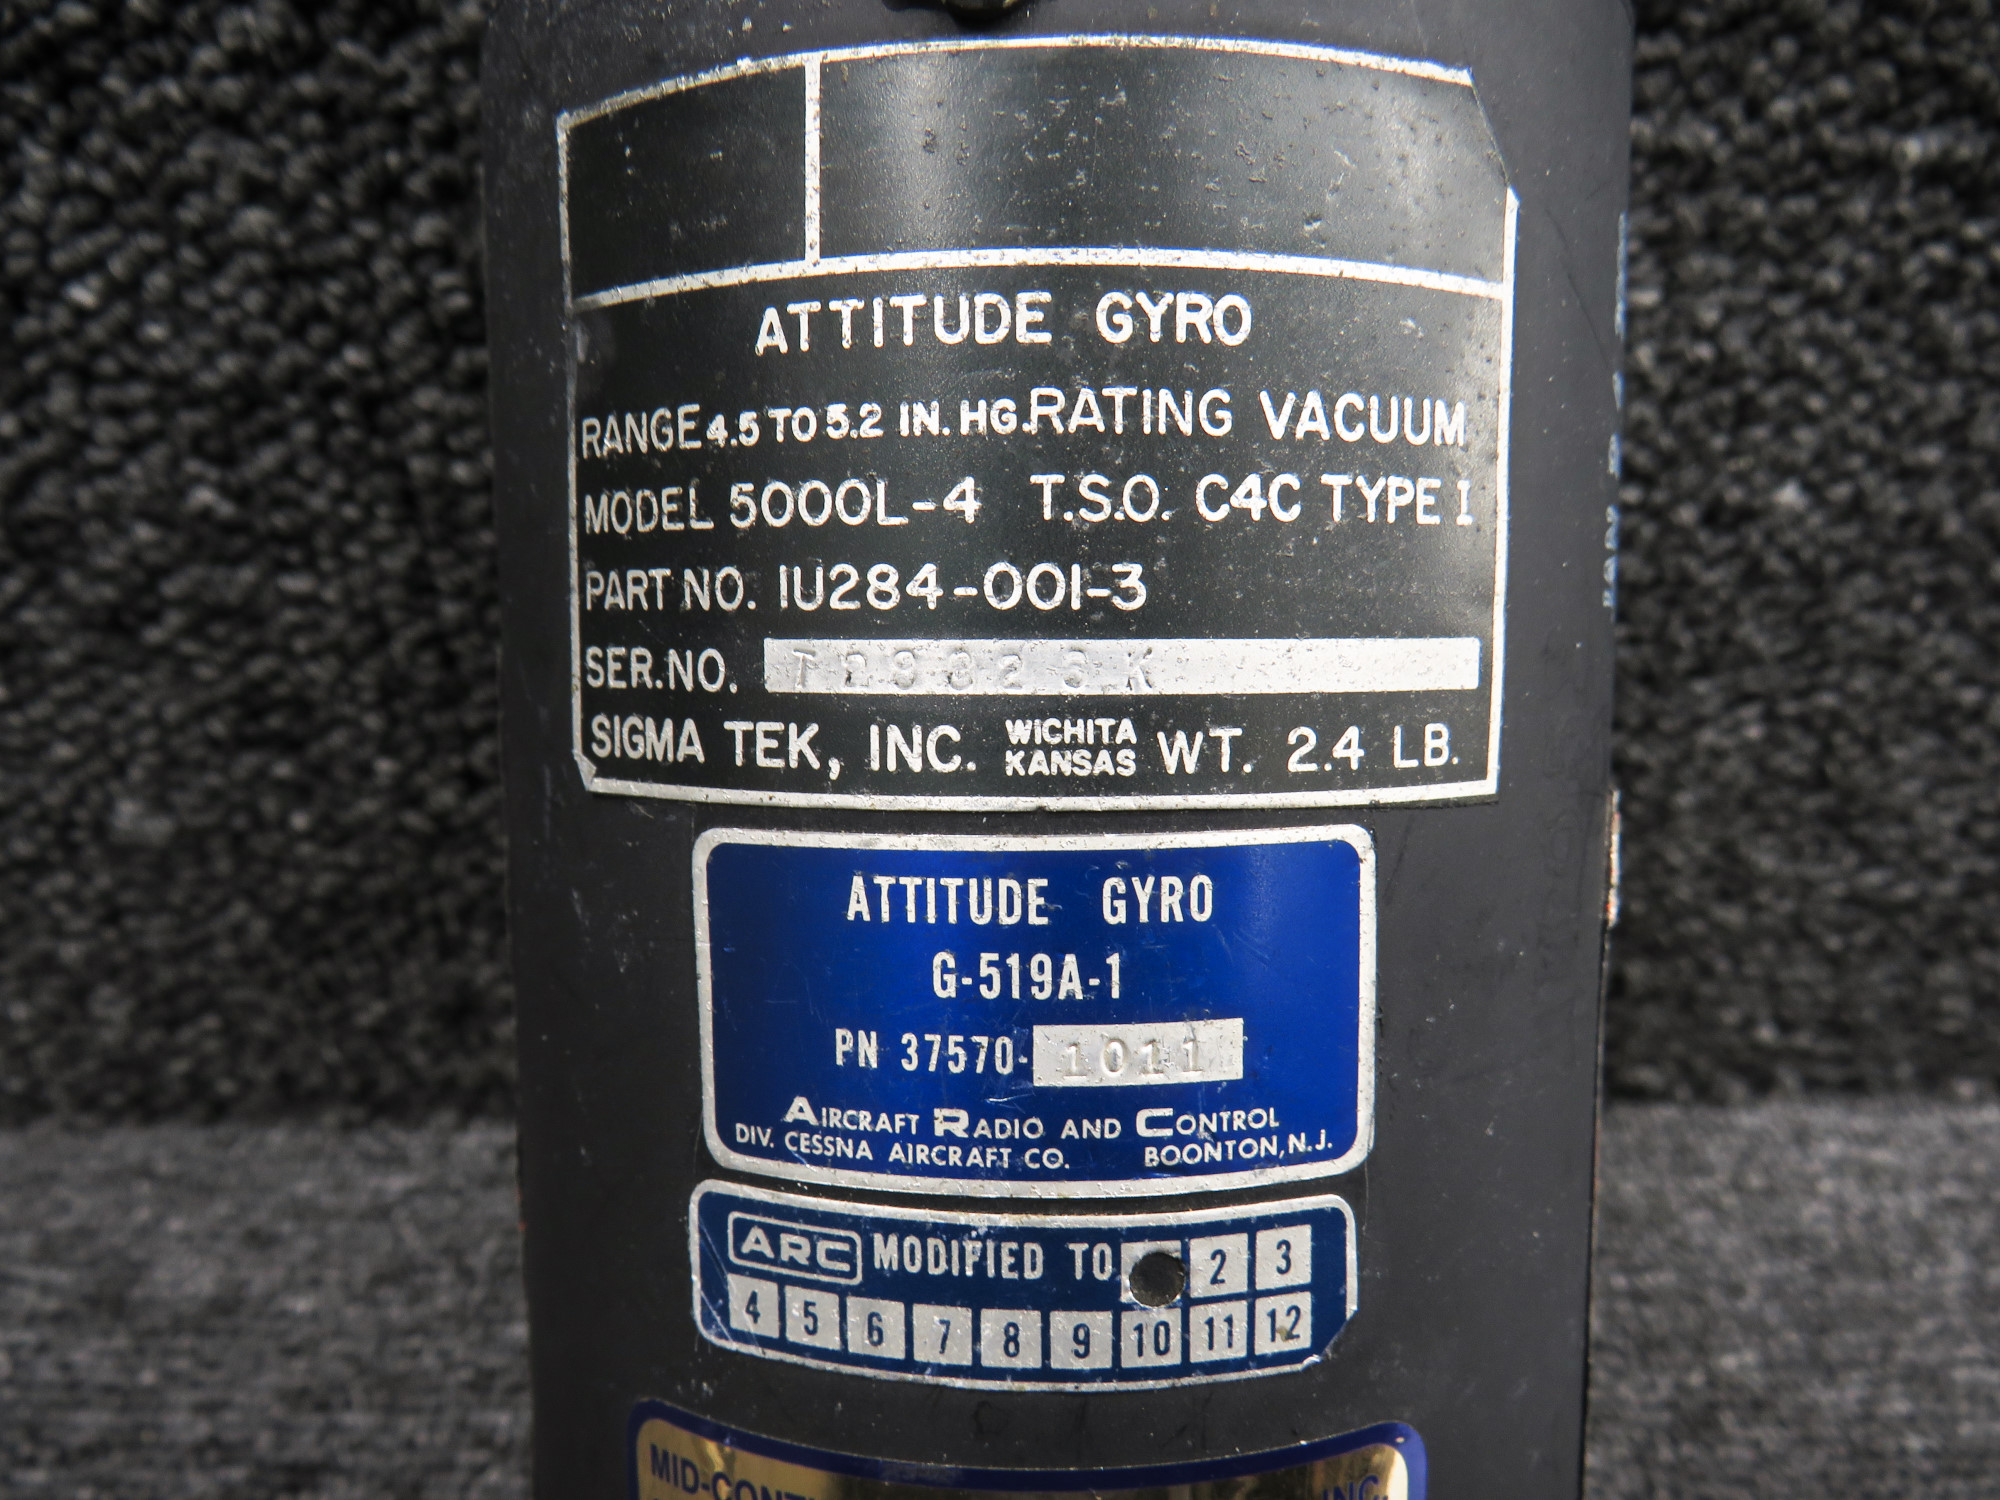 ATTITUDE GYRO
RANGE 4.5 TO 5.2 IN. HG. RATING VACUUM
MODEL 5000L-4 T.S.O. C4C TYPE I
PART NO. 1U284-001-3
SER. NO.
SIGMA TEK, INC. WICHITA KANSAS WT. 2.4 LB.
ATTITUDE GYRO
G-519A-1
PN 37570-1011
AIRCRAFT RADIO AND CONTROL
DIV. CESSNA AIRCRAFT CO. BOONTON, N.J.
ARC MODIFIED TO 2 3
4 5 6 7 8 9 10 11 12
INC.